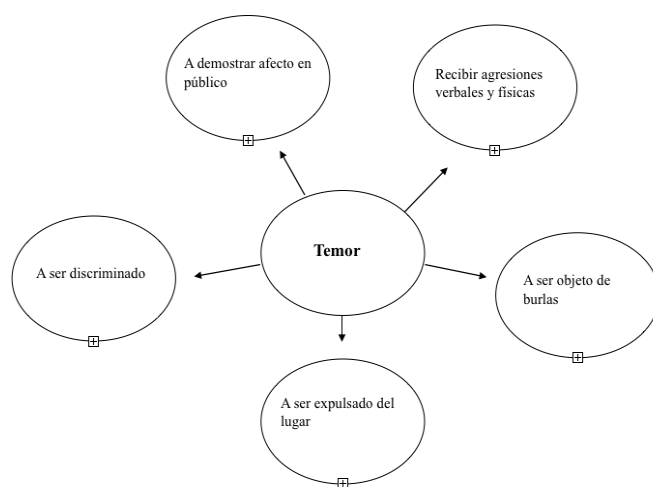 A demostrar afecto en
público
Recibir agresiones
verbales y físicas
Temor
A ser discriminado
A ser objeto de
burlas
A ser expulsado del
lugar